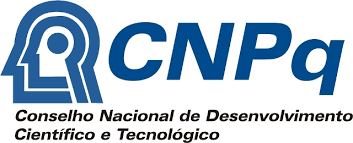 CNPq
Conselho Nacional de Desenvolvimento
Científico e Tecnológico